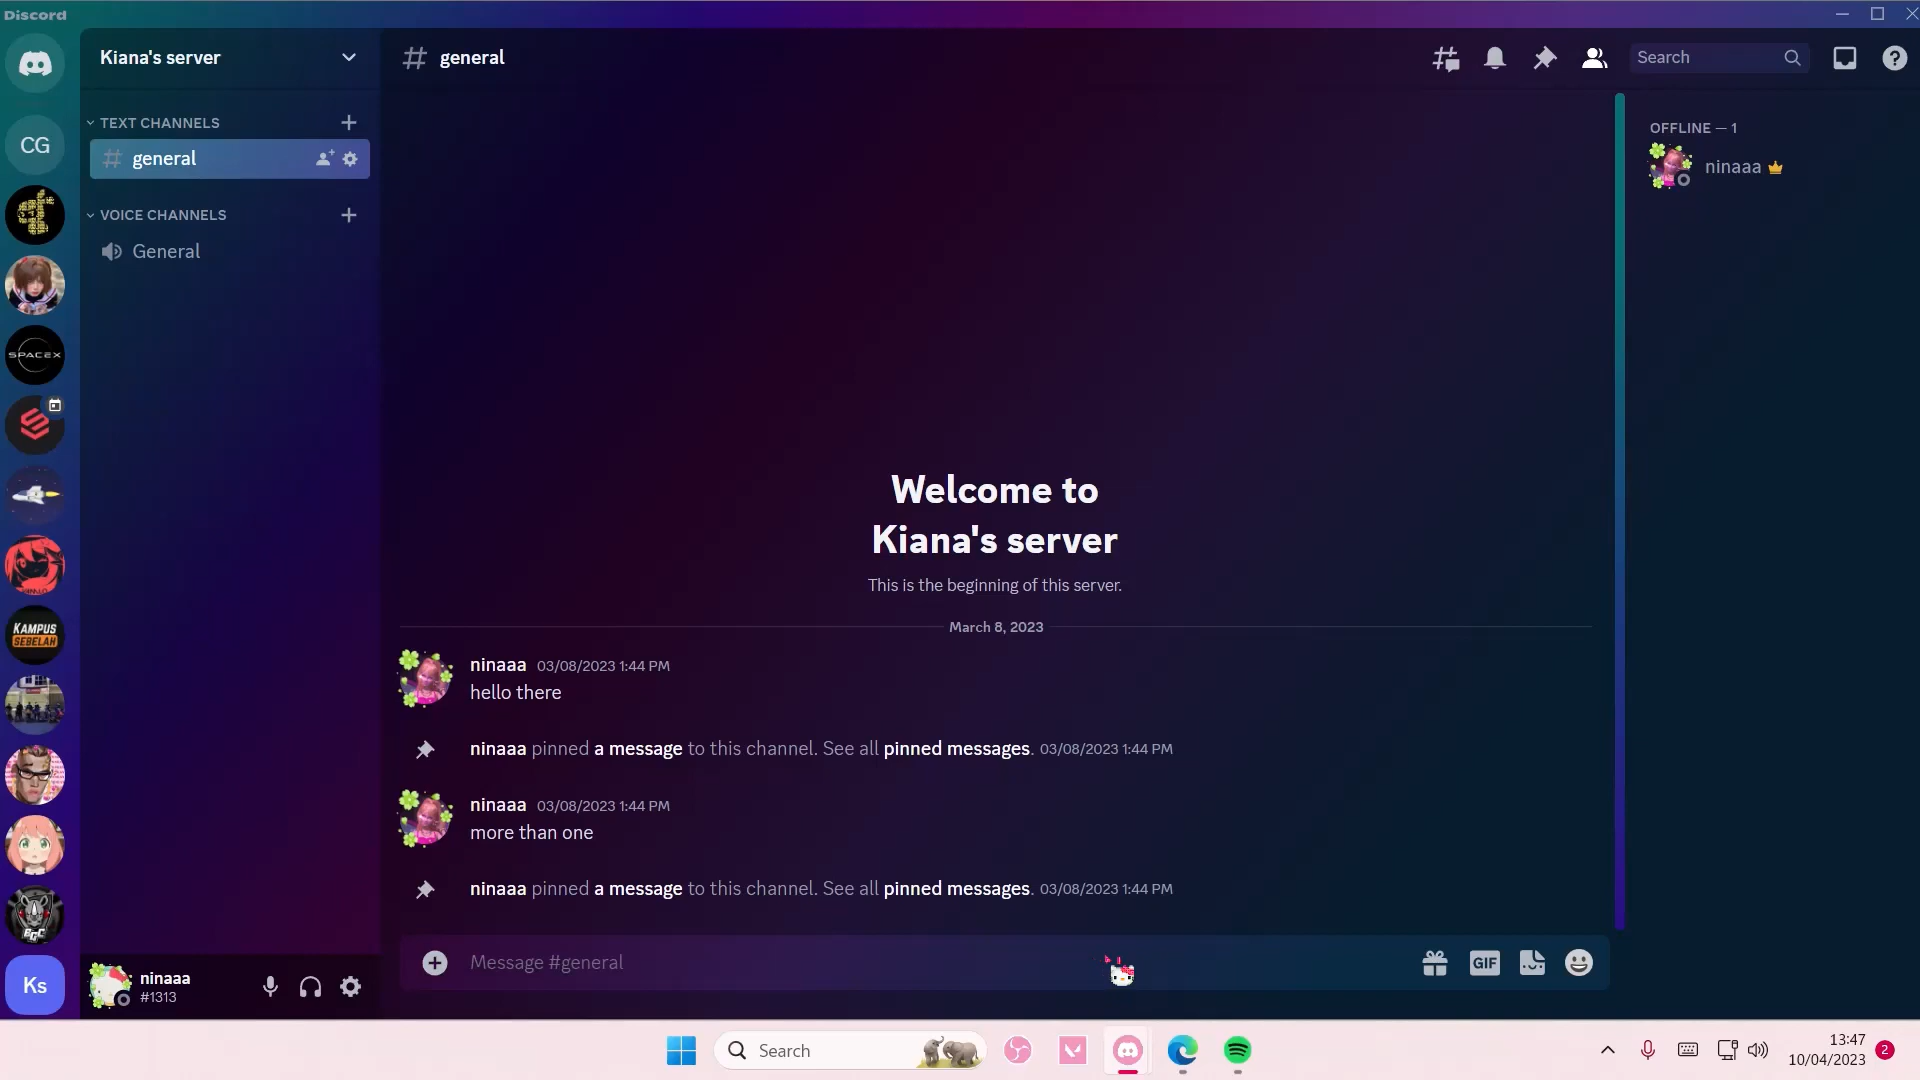 Discord
Kiana's server
general
Search
TEXT CHANNELS
general
VOICE CHANNELS
General
CG
SPACEX
KAMPUS
SEBELAH
EGC
Ks
OFFLINE — 1
ninaaa
Welcome to
Kiana's server
This is the beginning of this server.
March 8, 2023
ninaaa 03/08/2023 1:44 PM
hello there
ninaaa pinned a message to this channel. See all pinned messages. 03/08/2023 1:44 PM
ninaaa 03/08/2023 1:44 PM
more than one
ninaaa pinned a message to this channel. See all pinned messages. 03/08/2023 1:44 PM
Message #general
GIF
ninaaa
#1313
Search
13:47
10/04/2023
2